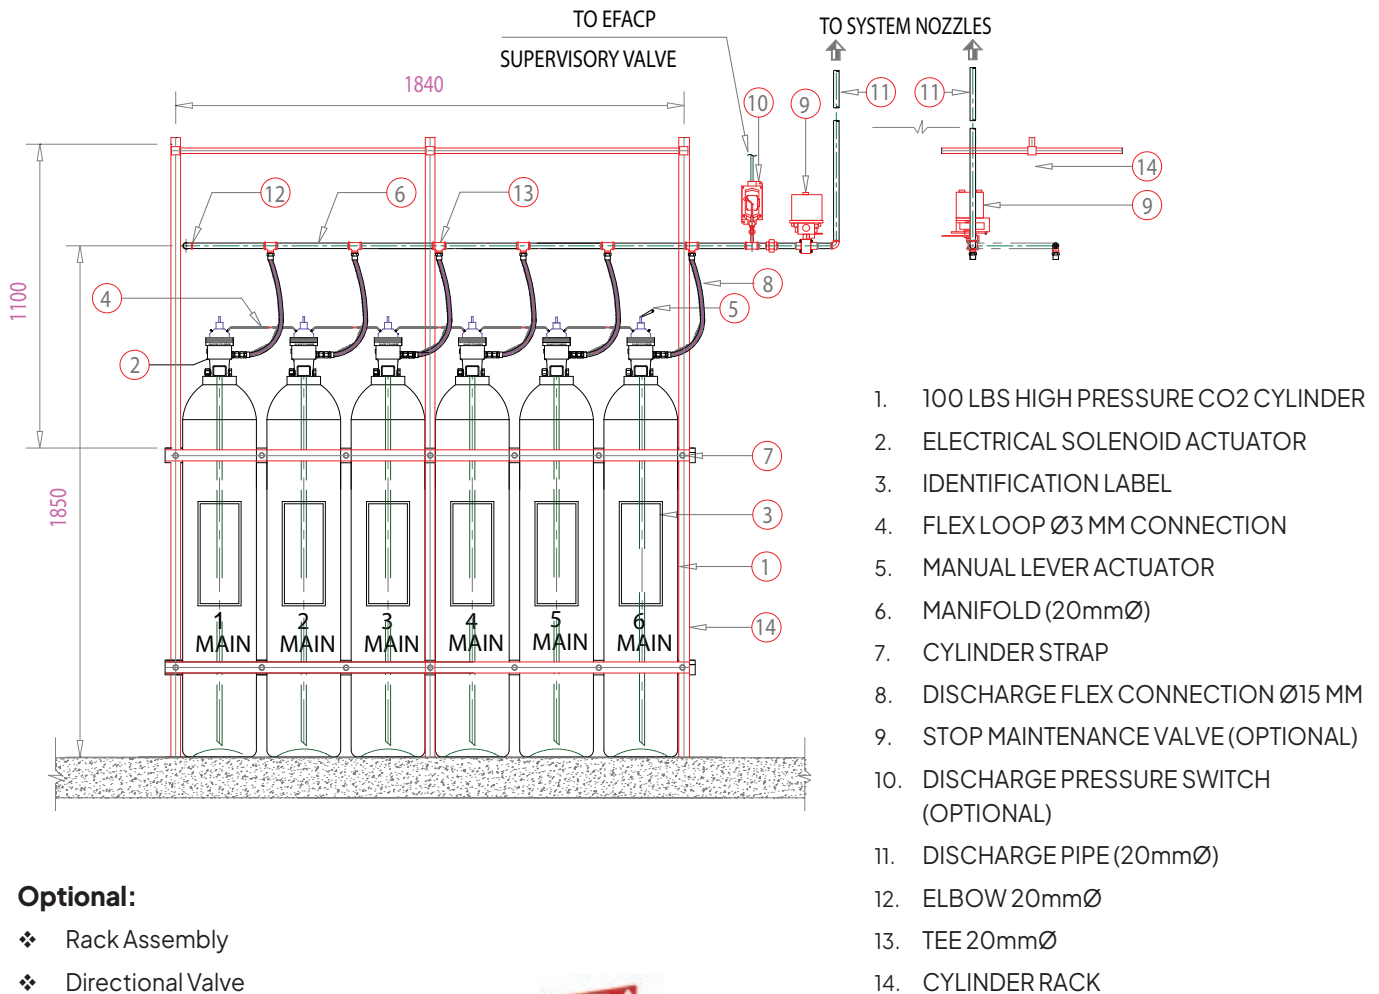 TO EFACP
SUPERVISORY VALVE
TO SYSTEM NOZZLES
1840
10
9
11
11
14
9
12
6
13
8
5
4
2
1100
1850
7
3
1
14
1
MAIN
2
MAIN
3
MAIN
4
MAIN
5
MAIN
6
MAIN
1. 100 LBS HIGH PRESSURE CO2 CYLINDER
2. ELECTRICAL SOLENOID ACTUATOR
3. IDENTIFICATION LABEL
4. FLEX LOOP Ø3 MM CONNECTION
5. MANUAL LEVER ACTUATOR
6. MANIFOLD (20mmØ)
7. CYLINDER STRAP
8. DISCHARGE FLEX CONNECTION Ø15 MM
9. STOP MAINTENANCE VALVE (OPTIONAL)
10. DISCHARGE PRESSURE SWITCH
(OPTIONAL)
11. DISCHARGE PIPE (20mmØ)
12. ELBOW 20mmØ
13. TEE 20mmØ
14. CYLINDER RACK
Optional:
❖ Rack Assembly
❖ Directional Valve